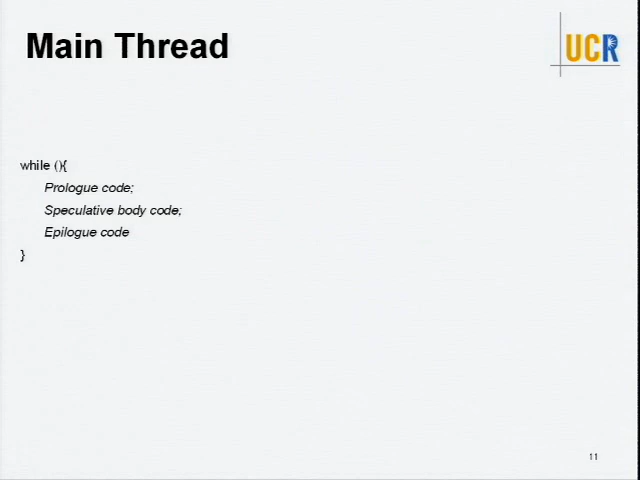 Main Thread
UCR
while (){
Prologue code;
Speculative body code;
Epilogue code
}
11